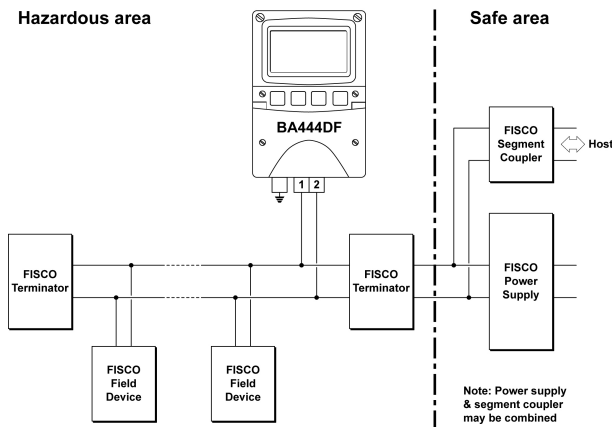 Hazardous area
Safe area
BA444DF
1 2
FISCO
Segment
Coupler
Host
FISCO
Terminator
FISCO
Terminator
FISCO
Power
Supply
FISCO
Field
Device
FISCO
Field
Device
Note: Power supply
& segment coupler
may be combined